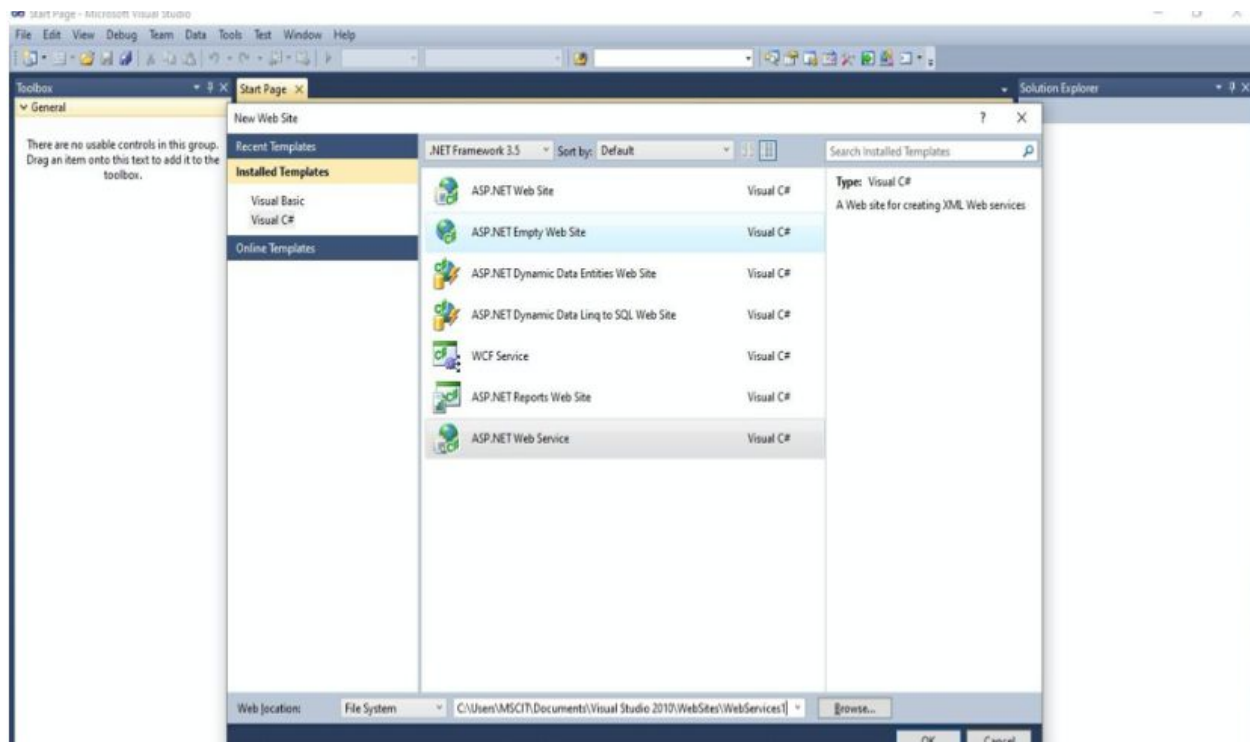 Start Page - Microsoft Visual Studio
File Edit View Debug Team Data Tools Test Window Help
Toolbox
Start Page
Solution Explorer
General
There are no usable controls in this group. Drag an item onto this text to add it to the toolbox.
New Web Site
Recent Templates
Installed Templates
Visual Basic
Visual C#
Online Templates
.NET Framework 3.5 Sort by: Default
Search Installed Templates
ASP.NET Web Site Visual C#
ASP.NET Empty Web Site Visual C#
ASP.NET Dynamic Data Entities Web Site Visual C#
ASP.NET Dynamic Data Linq to SQL Web Site Visual C#
WCF Service Visual C#
ASP.NET Reports Web Site Visual C#
ASP.NET Web Service Visual C#
Type: Visual C#
A Web site for creating XML Web services
Web location: File System C:\Users\MSCIT\Documents\Visual Studio 2010\WebSites\WebServices1 Browse...
OK Cancel